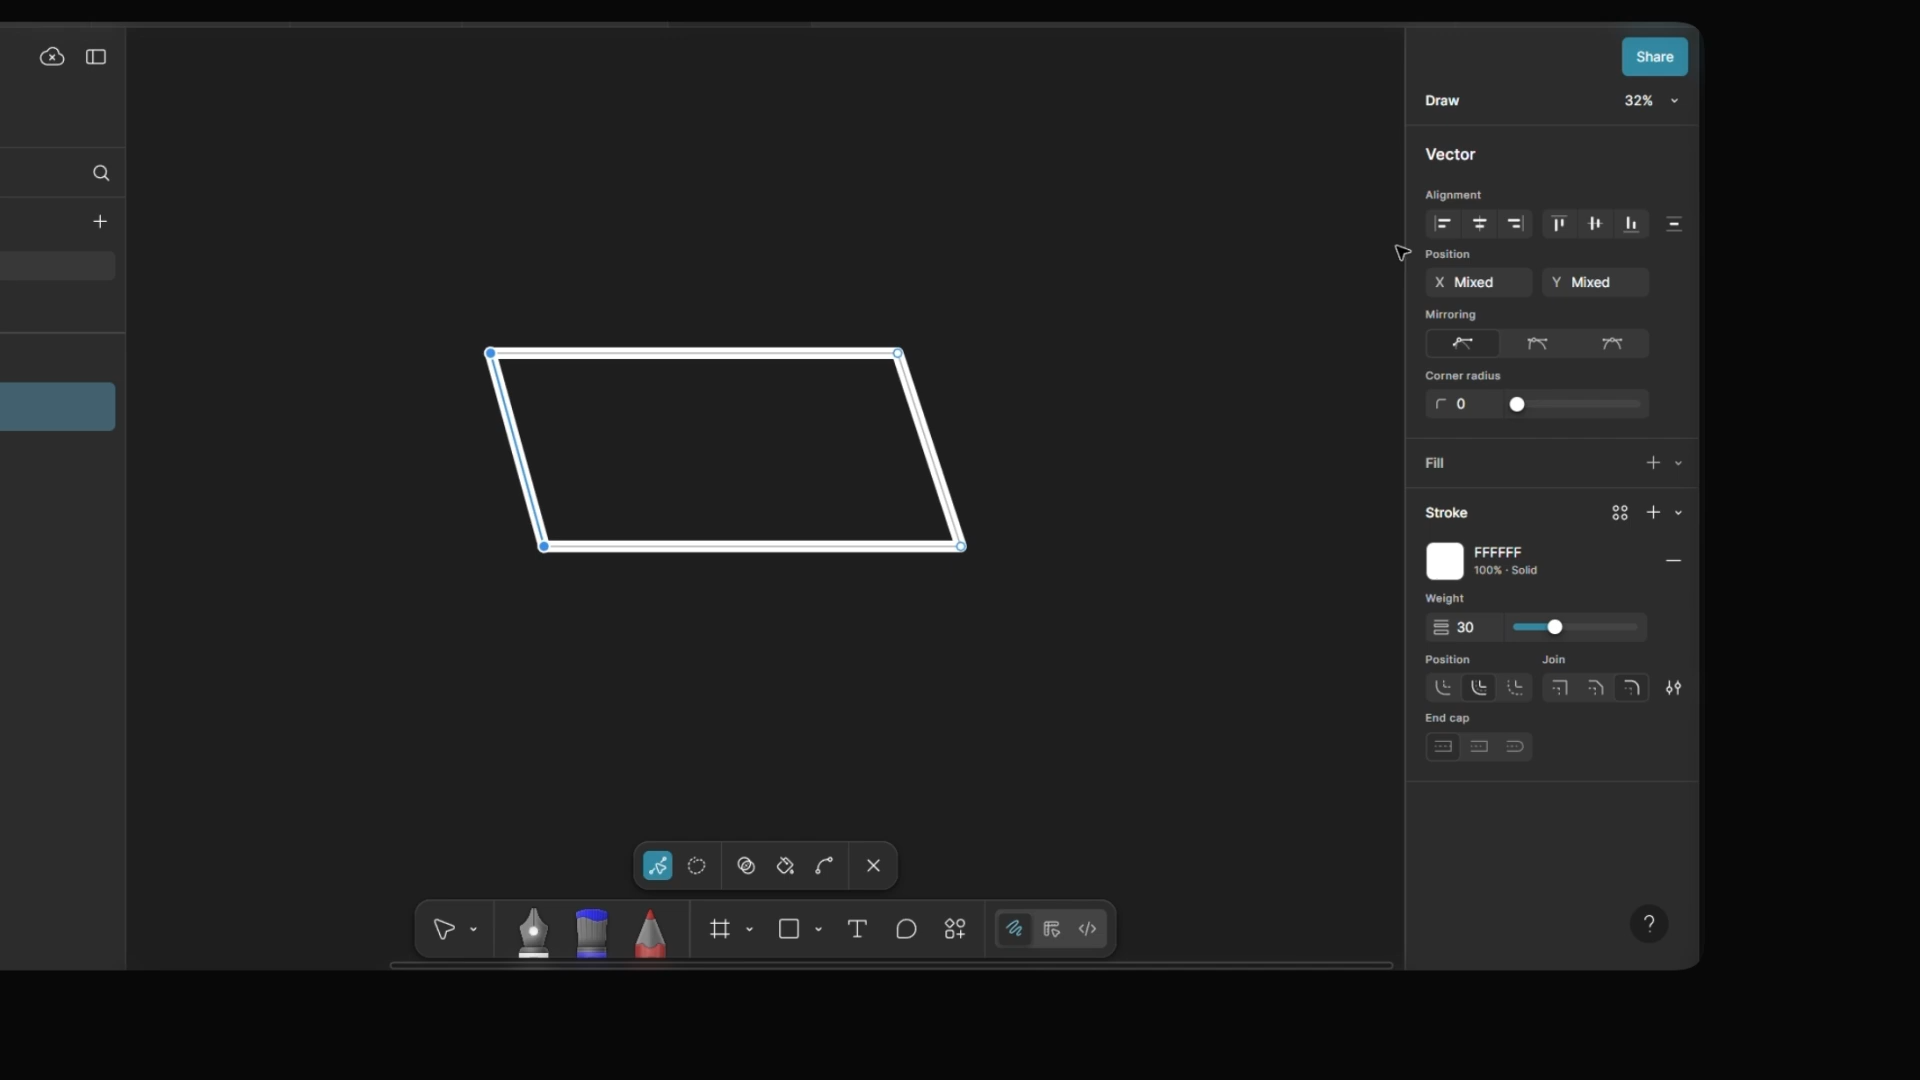 Share
Draw 32%
Vector
Alignment
Position
X Mixed Y Mixed
Mirroring
Corner radius
0
Fill
Stroke
FFFFFF
100% · Solid
Weight
30
Position Join
End cap
?